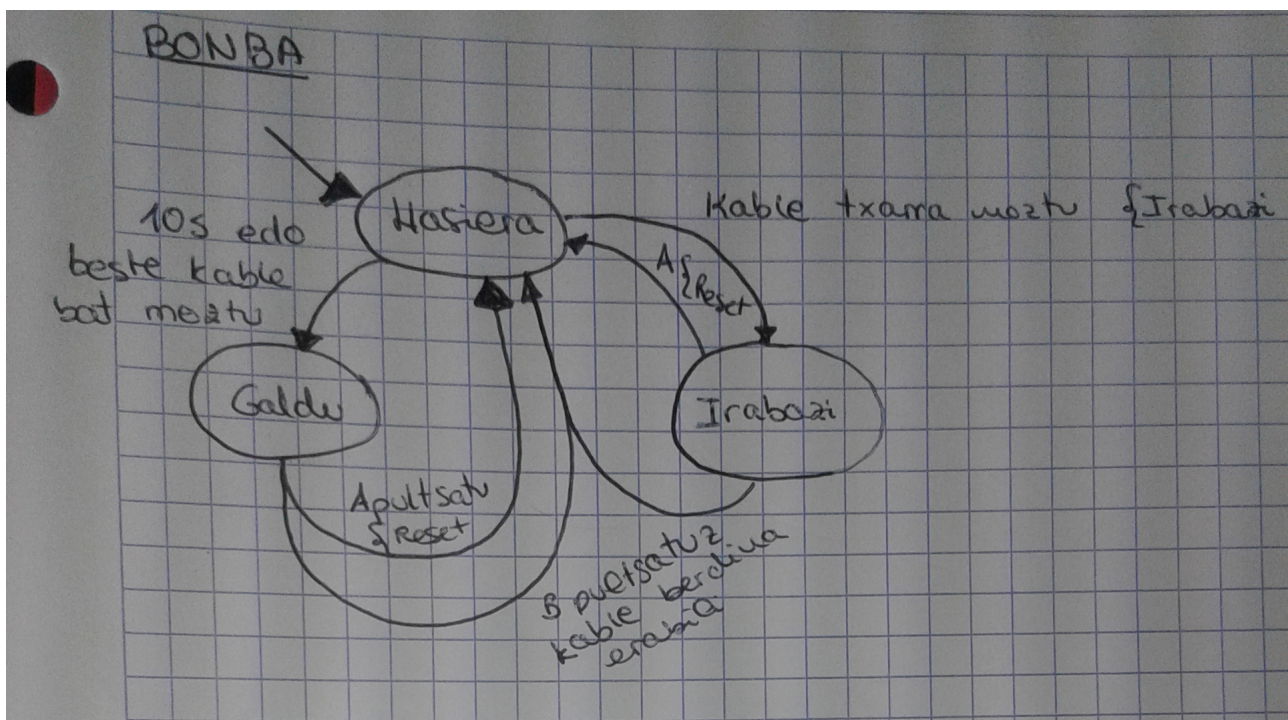 BONBA
Hasiera
10s edo
beste kable
bat moztu
Kable txarra moztu {Irabazi
A {Reset
Galdu
Irabazi
A pultsatu
{Reset
B pultsatuz
kable berdina
erabili